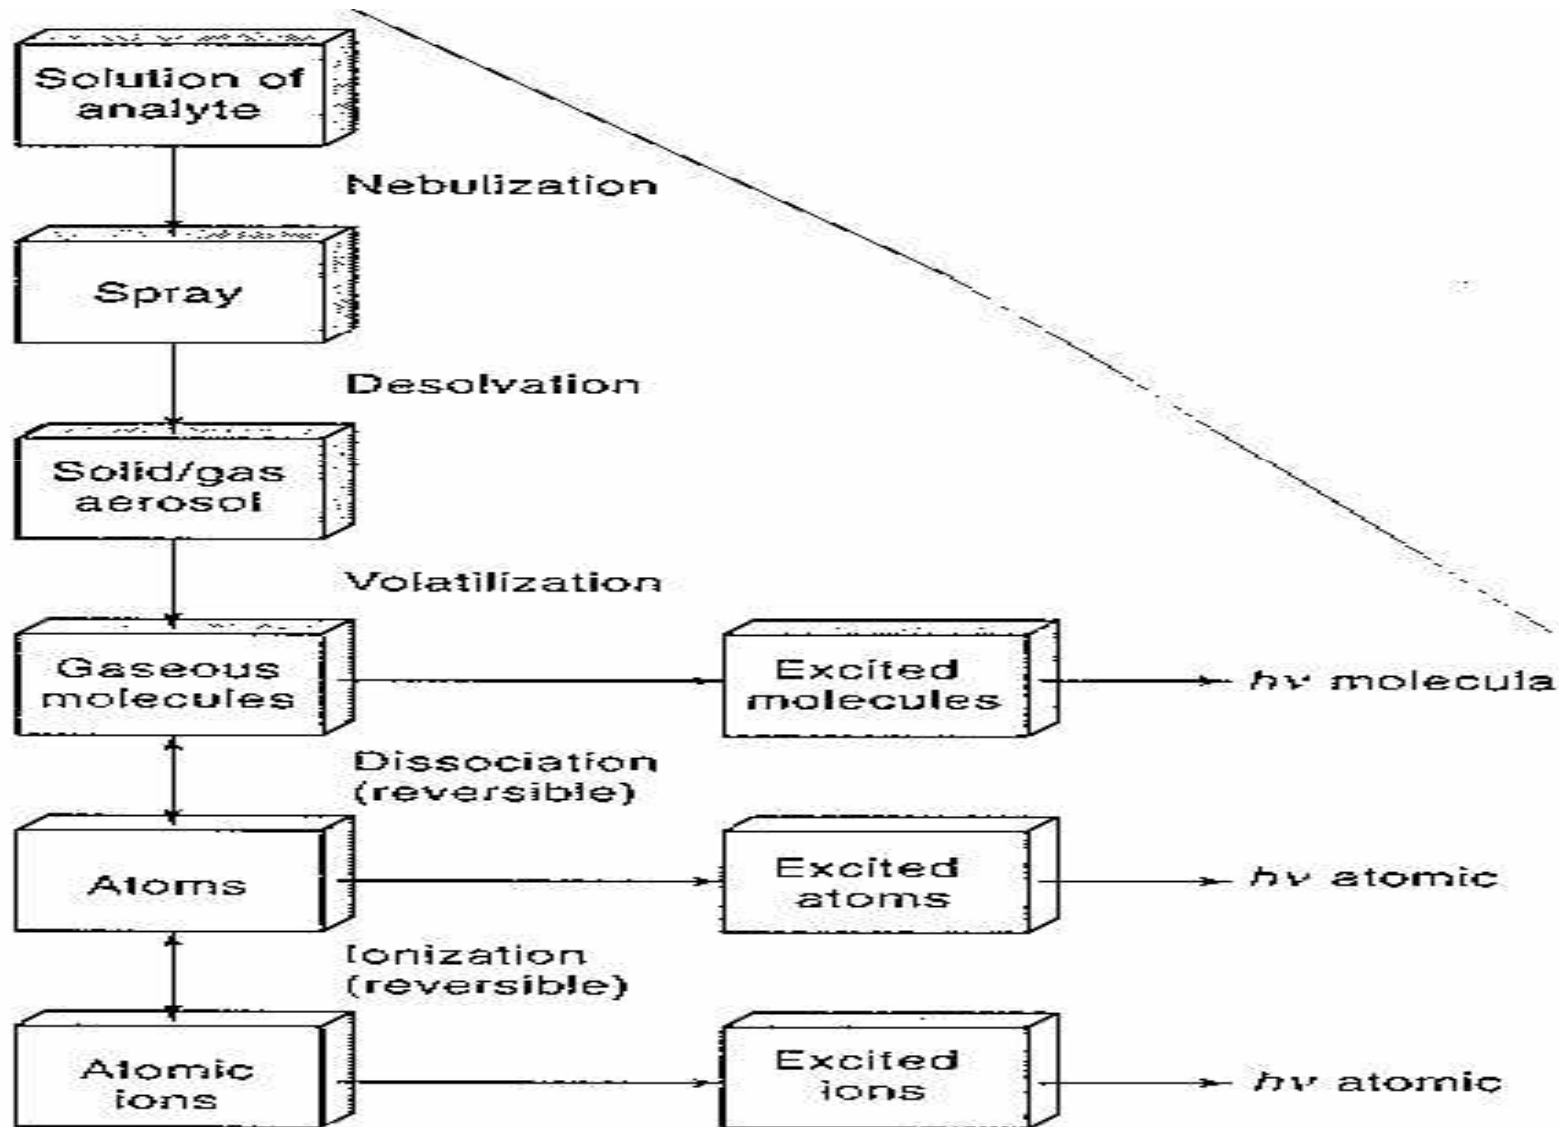 Solution of
analyte
Nebulization
Spray
Desolvation
Solid/gas
aerosol
Volatilization
Gaseous
molecules
Excited
molecules
hν molecula
Dissociation
(reversible)
Atoms
Excited
atoms
hν atomic
Ionization
(reversible)
Atomic
ions
Excited
ions
hν atomic